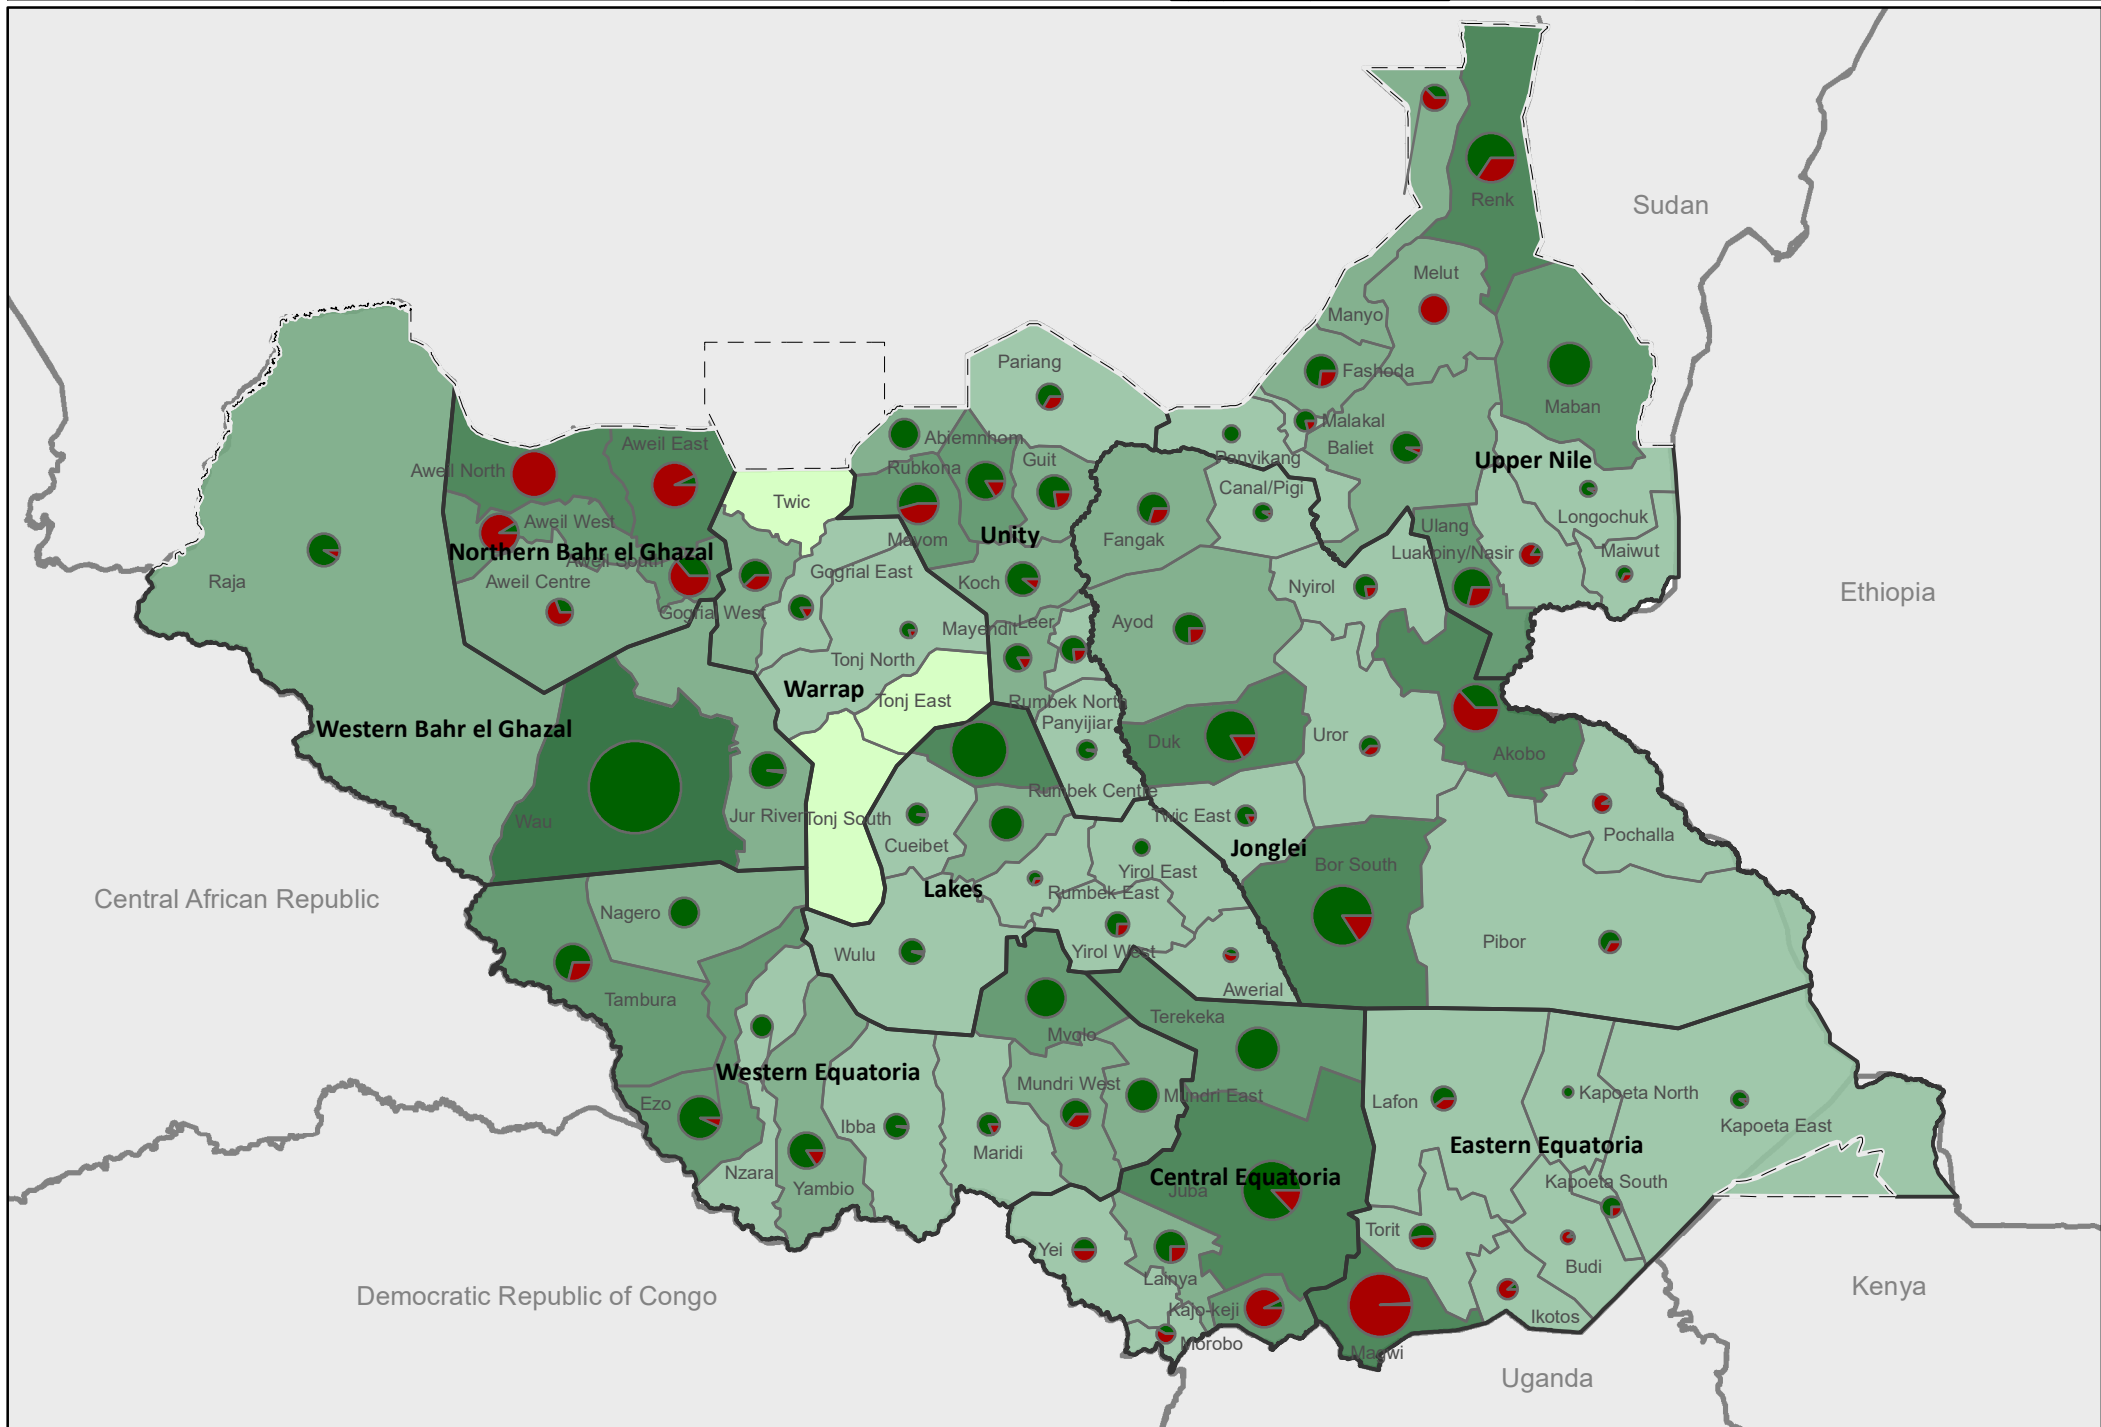 Sudan
Renk
Melut
Manyo
Pariang
Fashoda
Maban
Malakal
Aweil East
Abiemnhom
Baliet
Aweil North
Rubkona
Guit
Panyikang
Upper Nile
Canal/Pigi
Twic
Longochuk
Aweil West
Ulang
Unity
Mayom
Fangak
Northern Bahr el Ghazal
Luakpiny/Nasir
Maiwut
Aweil South
Raja
Aweil Centre
Gogrial East
Koch
Nyirol
Ethiopia
Gogrial West
Mayendit
Leer
Ayod
Tonj North
Warrap
Tonj East
Rumbek North
Panyijiar
Western Bahr el Ghazal
Duk
Uror
Akobo
Rumbek Centre
Wau
Jur River
Tonj South
Twic East
Cueibet
Pochalla
Jonglei
Bor South
Yirol East
Central African Republic
Lakes
Rumbek East
Nagero
Wulu
Yirol West
Pibor
Tambura
Awerial
Terekeka
Mvolo
Western Equatoria
Mundri West
Mundri East
Kapoeta North
Ezo
Lafon
Kapoeta East
Ibba
Maridi
Eastern Equatoria
Nzara
Central Equatoria
Yambio
Juba
Kapoeta South
Torit
Yei
Budi
Lainya
Democratic Republic of Congo
Kenya
Kajo-keji
Ikotos
Morobo
Magwi
Uganda